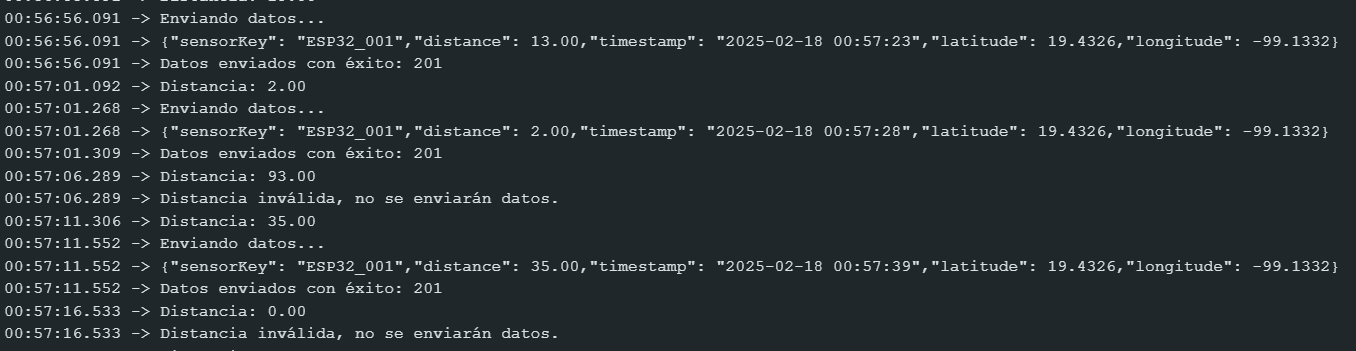 00:56:56.091 -> Enviando datos...
00:56:56.091 -> {"sensorKey": "ESP32_001","distance": 13.00,"timestamp": "2025-02-18 00:57:23","latitude": 19.4326,"longitude": -99.1332}
00:56:56.091 -> Datos enviados con éxito: 201
00:57:01.092 -> Distancia: 2.00
00:57:01.268 -> Enviando datos...
00:57:01.268 -> {"sensorKey": "ESP32_001","distance": 2.00,"timestamp": "2025-02-18 00:57:28","latitude": 19.4326,"longitude": -99.1332}
00:57:01.309 -> Datos enviados con éxito: 201
00:57:06.289 -> Distancia: 93.00
00:57:06.289 -> Distancia inválida, no se enviarán datos.
00:57:11.306 -> Distancia: 35.00
00:57:11.552 -> Enviando datos...
00:57:11.552 -> {"sensorKey": "ESP32_001","distance": 35.00,"timestamp": "2025-02-18 00:57:39","latitude": 19.4326,"longitude": -99.1332}
00:57:11.552 -> Datos enviados con éxito: 201
00:57:16.533 -> Distancia: 0.00
00:57:16.533 -> Distancia inválida, no se enviarán datos.